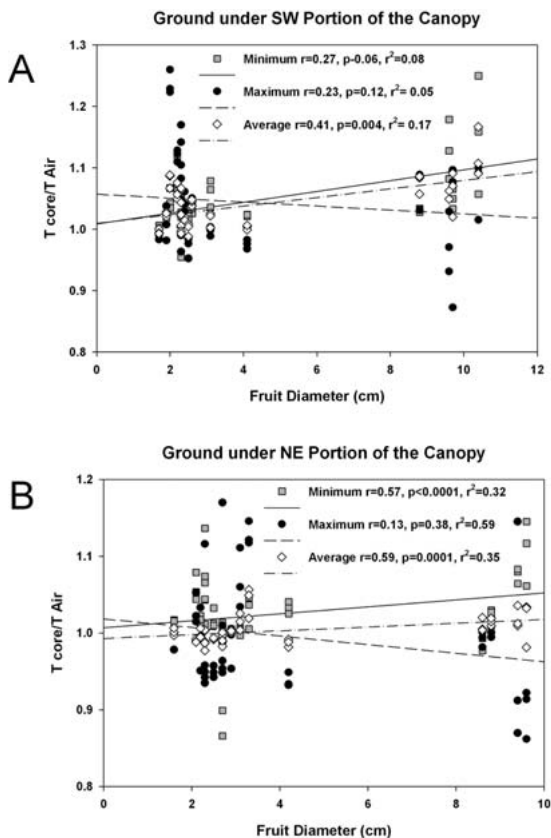 Ground under SW Portion of the Canopy
A
Minimum r=0.27, p-0.06, r²=0.08
Maximum r=0.23, p=0.12, r²= 0.05
Average r=0.41, p=0.004, r²= 0.17
T core/T Air
1.3
1.2
1.1
1.0
0.9
0.8
0 2 4 6 8 10 12
Fruit Diameter (cm)
Ground under NE Portion of the Canopy
B
Minimum r=0.57, p<0.0001, r²=0.32
Maximum r=0.13, p=0.38, r²=0.59
Average r=0.59, p=0.0001, r²=0.35
T core/T Air
1.2
1.1
1.0
0.9
0.8
0 2 4 6 8 10
Fruit Diameter (cm)